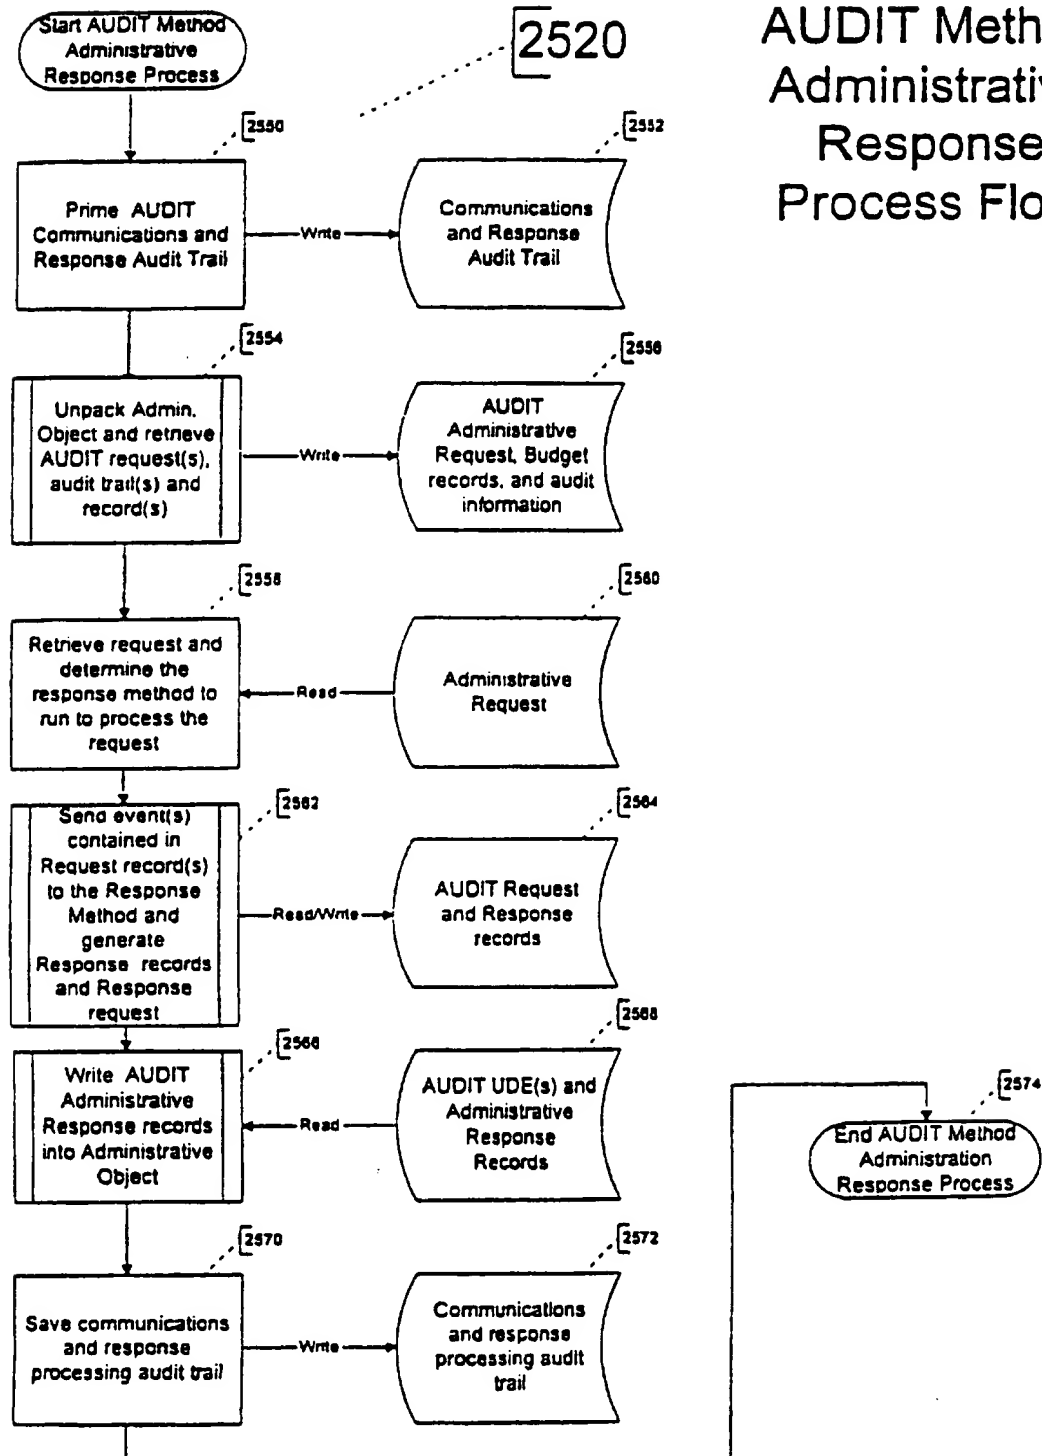 Start AUDIT Method
Administrative
Response Process
2520
AUDIT Meth
Administrativ
Response
Process Flo
2550
2552
Prime AUDIT
Communications and
Response Audit Trail
Write
Communications
and Response
Audit Trail
2554
2556
Unpack Admin.
Object and retrieve
AUDIT request(s),
audit trail(s) and
record(s)
Write
AUDIT
Administrative
Request, Budget
records, and audit
information
2558
2560
Retrieve request and
determine the
response method to
run to process the
request
Read
Administrative
Request
2562
2564
Send event(s)
contained in
Request record(s)
to the Response
Method and
generate
Response records
and Response
request
Read/Write
AUDIT Request
and Response
records
2566
2568
Write AUDIT
Administrative
Response records
into Administrative
Object
Read
AUDIT UDE(s) and
Administrative
Response
Records
2574
End AUDIT Method
Administration
Response Process
2570
2572
Save communications
and response
processing audit trail
Write
Communications
and response
processing audit
trail